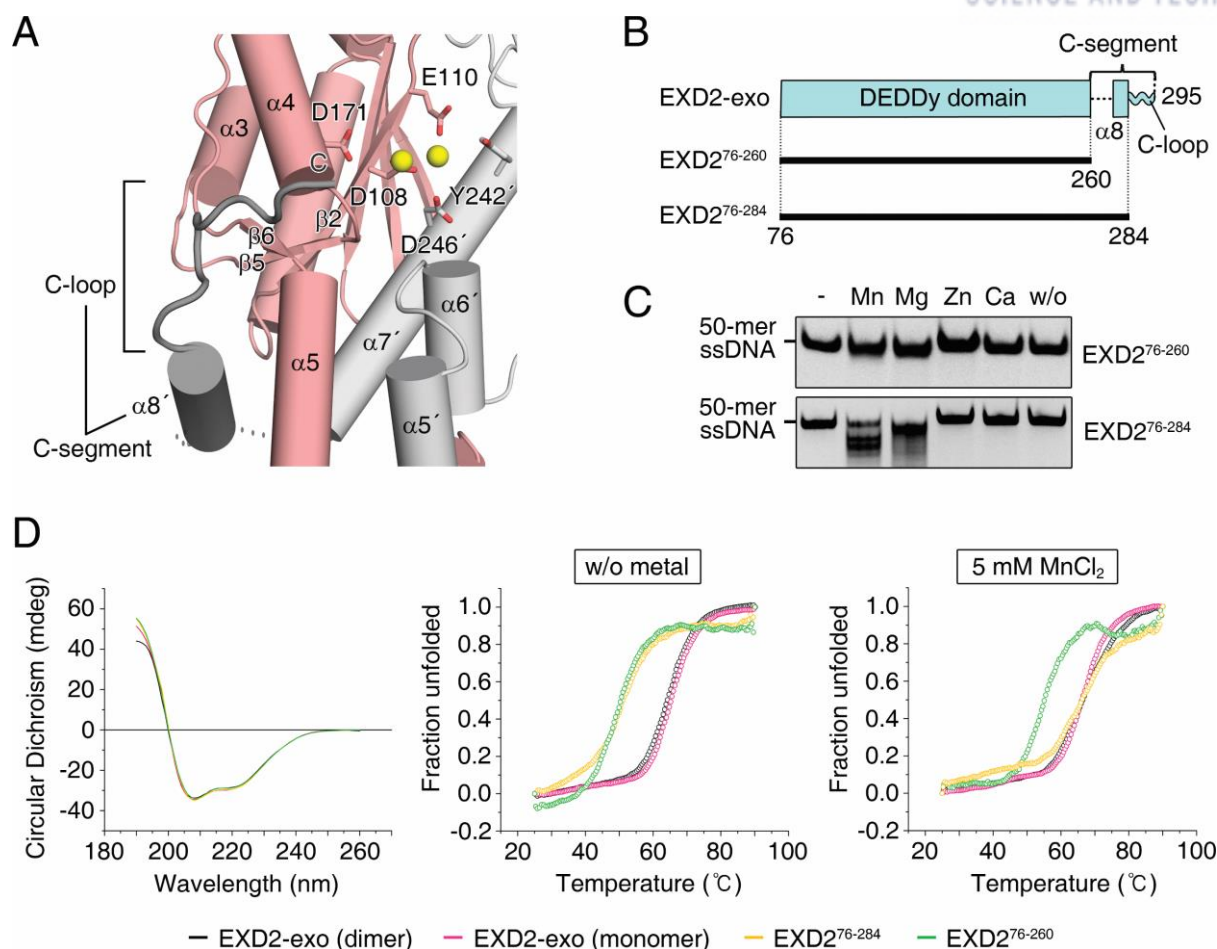 SCIENCE AND TECH
A
E110
α4
D171
α3
C
D108
Y242´
β2
β6
D246´
β5
C-loop
α6´
α7´
α5
α8´
α5´
C-segment
B
C-segment
EXD2-exo
DEDDy domain
295
α8
C-loop
EXD276-260
260
EXD276-284
76
284
C
- Mn Mg Zn Ca w/o
50-mer
ssDNA
EXD276-260
50-mer
ssDNA
EXD276-284
D
Circular Dichroism (mdeg)
60
40
20
0
-20
-40
180 200 220 240 260
Wavelength (nm)
w/o metal
Fraction unfolded
1.0
0.8
0.6
0.4
0.2
0.0
-0.2
20 40 60 80 100
Temperature (℃)
5 mM MnCl2
Fraction unfolded
1.0
0.8
0.6
0.4
0.2
0.0
-0.2
20 40 60 80 100
Temperature (℃)
EXD2-exo (dimer) EXD2-exo (monomer) EXD276-284 EXD276-260